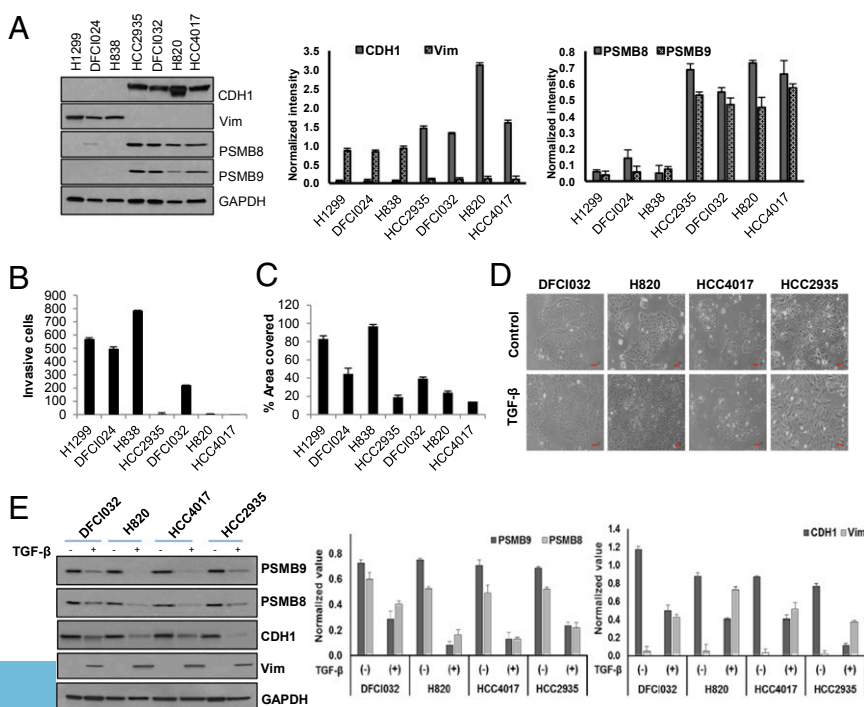 A
H1299
DFCI024
H838
HCC2935
DFCI032
H820
HCC4017
CDH1
Vim
PSMB8
PSMB9
GAPDH
CDH1 Vim
Normalized intensity
3.5
3.0
2.5
2.0
1.5
1.0
0.5
0.0
H1299
DFCI024
H838
HCC2935
DFCI032
H820
HCC4017
PSMB8 PSMB9
Normalized intensity
0.8
0.7
0.6
0.5
0.4
0.3
0.2
0.1
0.0
H1299
DFCI024
H838
HCC2935
DFCI032
H820
HCC4017
B
Invasive cells
900
800
700
600
500
400
300
200
100
0
H1299
DFCI024
H838
HCC2935
DFCI032
H820
HCC4017
C
% Area covered
120
100
80
60
40
20
0
H1299
DFCI024
H838
HCC2935
DFCI032
H820
HCC4017
D
DFCI032 H820 HCC4017 HCC2935
Control
TGF-β
E
DFCI032
H820
HCC4017
HCC2935
TGF-β - + - + - + - +
PSMB9
PSMB8
CDH1
Vim
GAPDH
PSMB9 PSMB8
Normalized value
0.8
0.6
0.4
0.2
0.0
TGF-β (-) (+) (-) (+) (-) (+) (-) (+)
DFCI032 H820 HCC4017 HCC2935
CDH1 Vim
Normalized value
1.4
1.2
1.0
0.8
0.6
0.4
0.2
0.0
TGF-β (-) (+) (-) (+) (-) (+) (-) (+)
DFCI032 H820 HCC4017 HCC2935